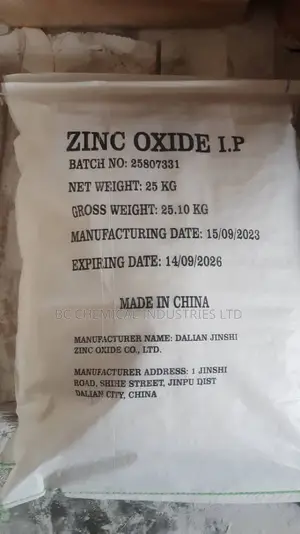 ZINC OXIDE I.P
BATCH NO: 25807331
NET WEIGHT: 25 KG
GROSS WEIGHT: 25.10 KG
MANUFACTURING DATE: 15/09/2023
EXPIRING DATE: 14/09/2026
MADE IN CHINA
BC CHEMICAL INDUSTRIES LTD
MANUFACTURER NAME: DALIAN JINSHI
ZINC OXIDE CO., LTD.
MANUFACTURER ADDRESS: 1 JINSHI
ROAD, SHIHE STREET, JINPU DIST
DALIAN CITY, CHINA